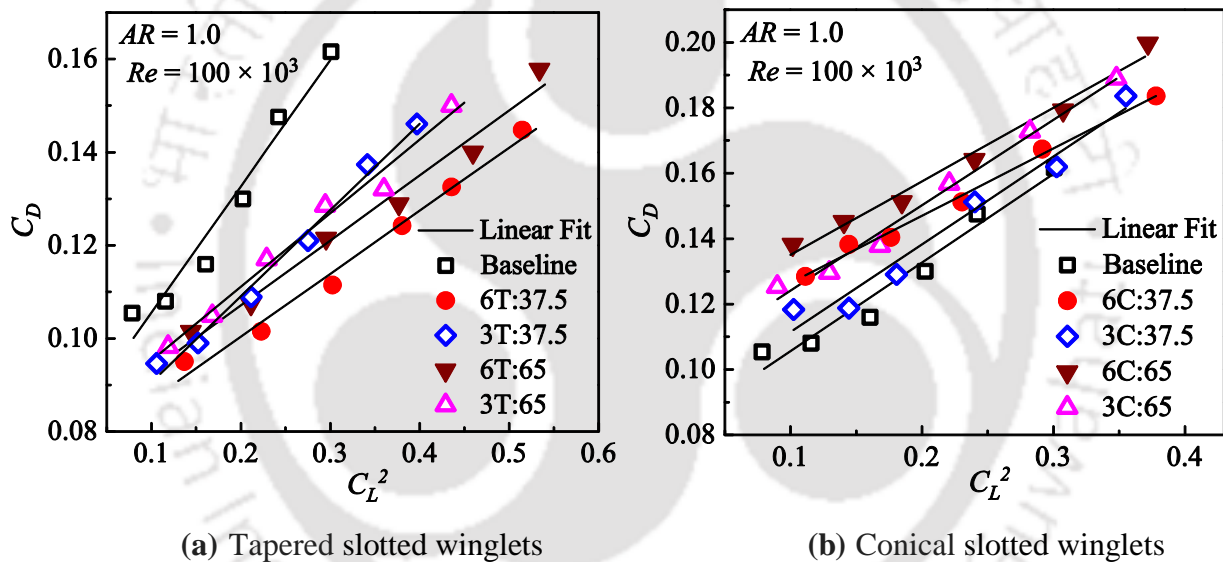 AR = 1.0
Re = 100 × 10³
C_D
0.16
0.14
0.12
0.10
0.08
Linear Fit
Baseline
6T:37.5
3T:37.5
6T:65
3T:65
0.1 0.2 0.3 0.4 0.5 0.6
C_L²
(a) Tapered slotted winglets
AR = 1.0
Re = 100 × 10³
C_D
0.20
0.18
0.16
0.14
0.12
0.10
0.08
Linear Fit
Baseline
6C:37.5
3C:37.5
6C:65
3C:65
0.1 0.2 0.3 0.4
C_L²
(b) Conical slotted winglets